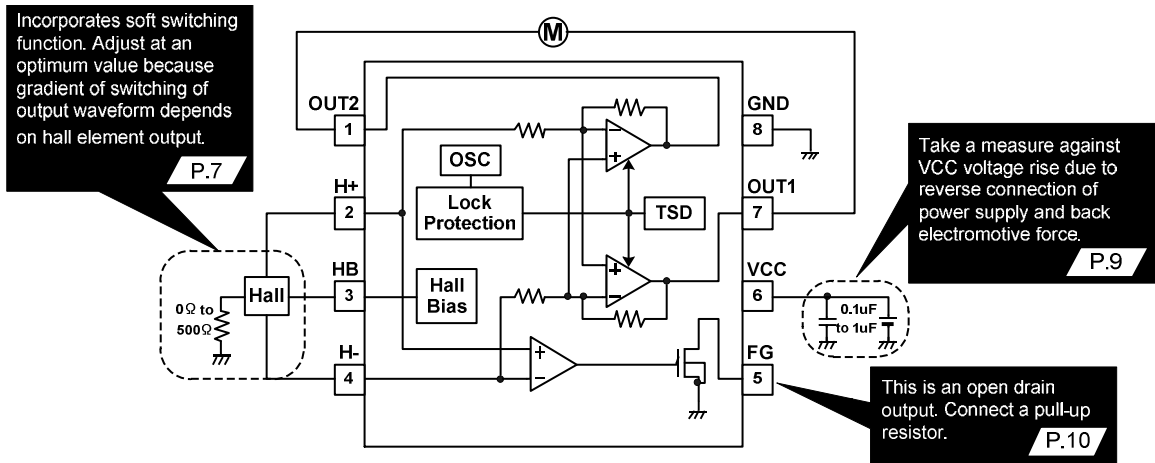 Incorporates soft switching
function. Adjust at an
optimum value because
gradient of switching of
output waveform depends
on hall element output.
P.7
M
OUT2
1
H+
2
HB
3
H-
4
GND
8
OUT1
7
VCC
6
FG
5
OSC
Lock
Protection
TSD
Hall
Bias
Hall
0Ω to
500Ω
−
+
+
−
+
−
0.1uF
to 1uF
Take a measure against
VCC voltage rise due to
reverse connection of
power supply and back
electromotive force.
P.9
This is an open drain
output. Connect a pull-up
resistor.
P.10